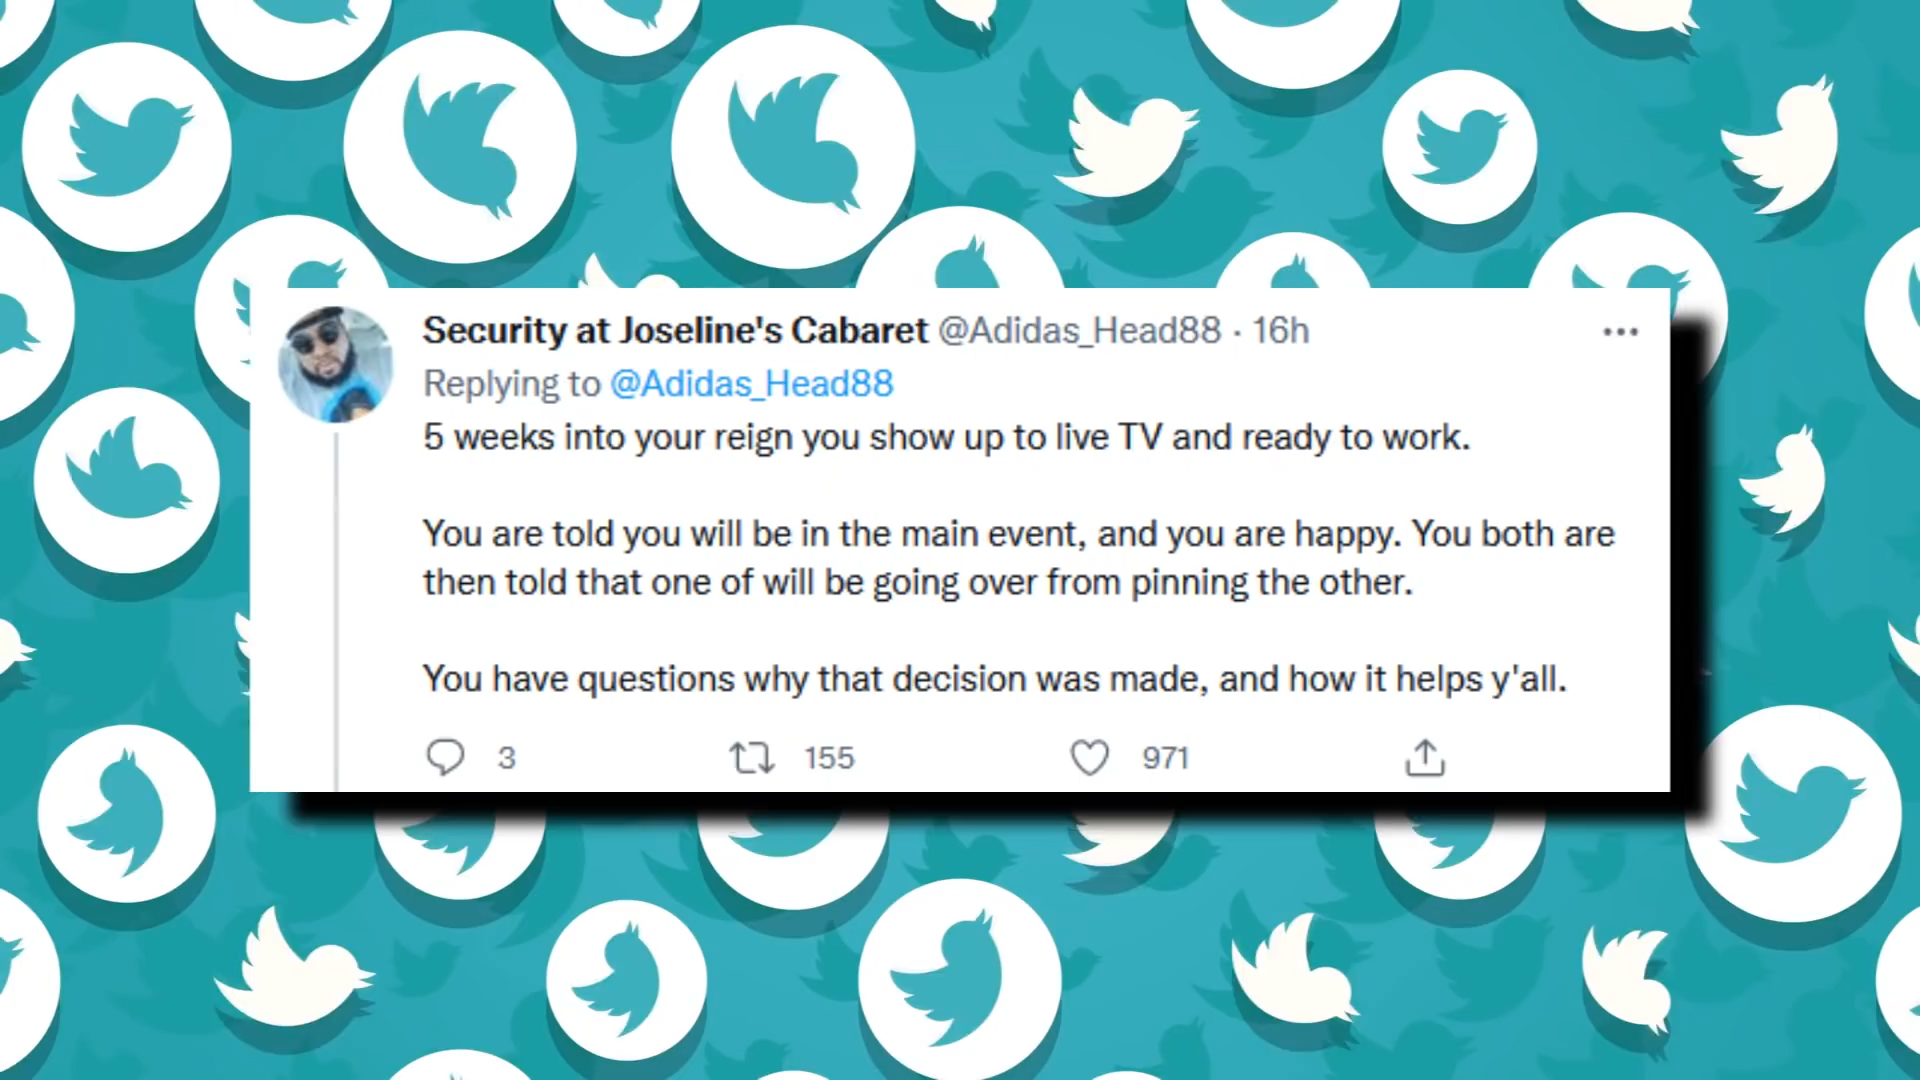 Security at Joseline's Cabaret @Adidas_Head88 · 16h
Replying to @Adidas_Head88
5 weeks into your reign you show up to live TV and ready to work.
You are told you will be in the main event, and you are happy. You both are
then told that one of will be going over from pinning the other.
You have questions why that decision was made, and how it helps y'all.
3 155 971